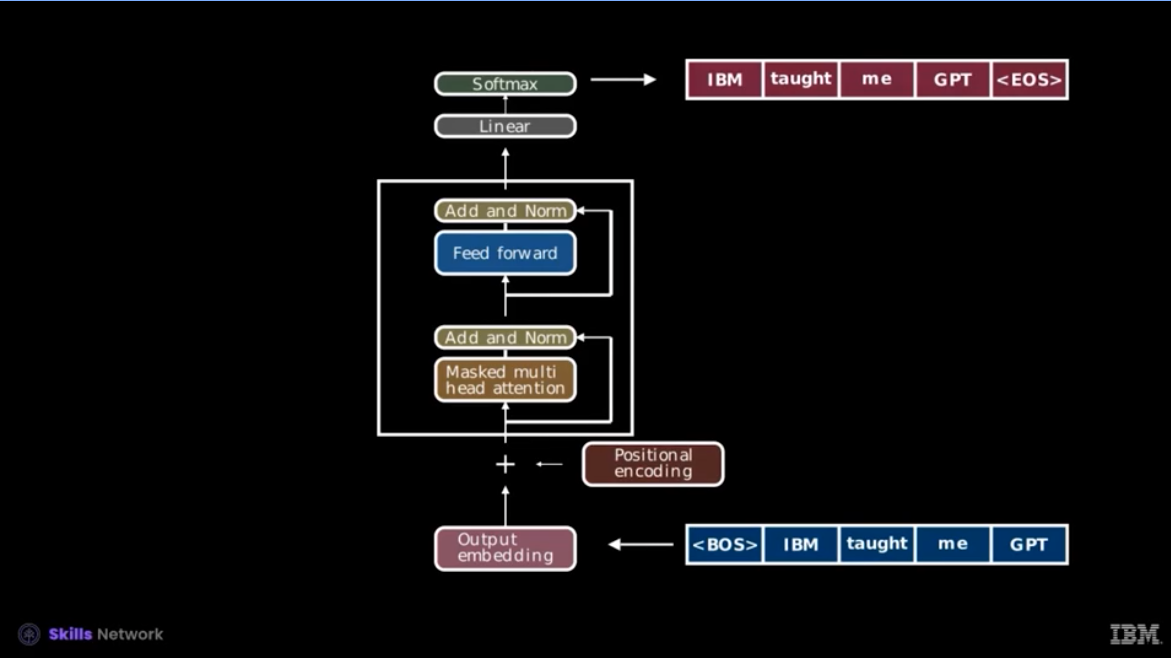 Softmax
IBM taught me GPT <EOS>
Linear
Add and Norm
Feed forward
Add and Norm
Masked multi
head attention
Positional
encoding
+
Output
embedding
<BOS> IBM taught me GPT
Skills Network
IBM.